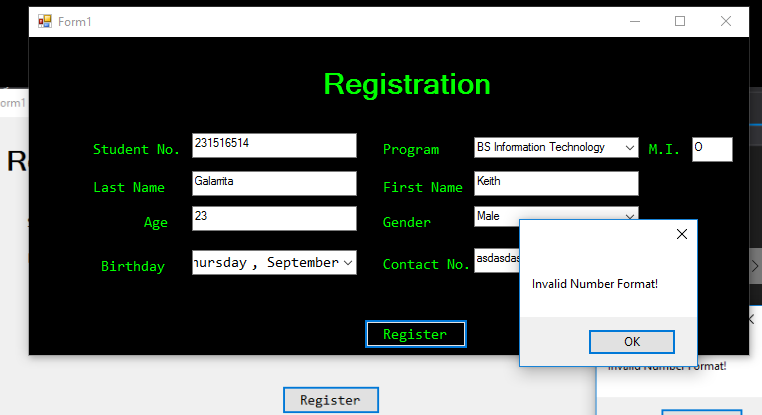 Form1
Registration
Student No. 231516514 Program BS Information Technology M.I. O
Last Name Galarrita First Name Keith
Age 23 Gender Male
Birthday hursday , September Contact No. asdasdas
Invalid Number Format!
OK
Register
orm1
Invalid Number Format!
Register